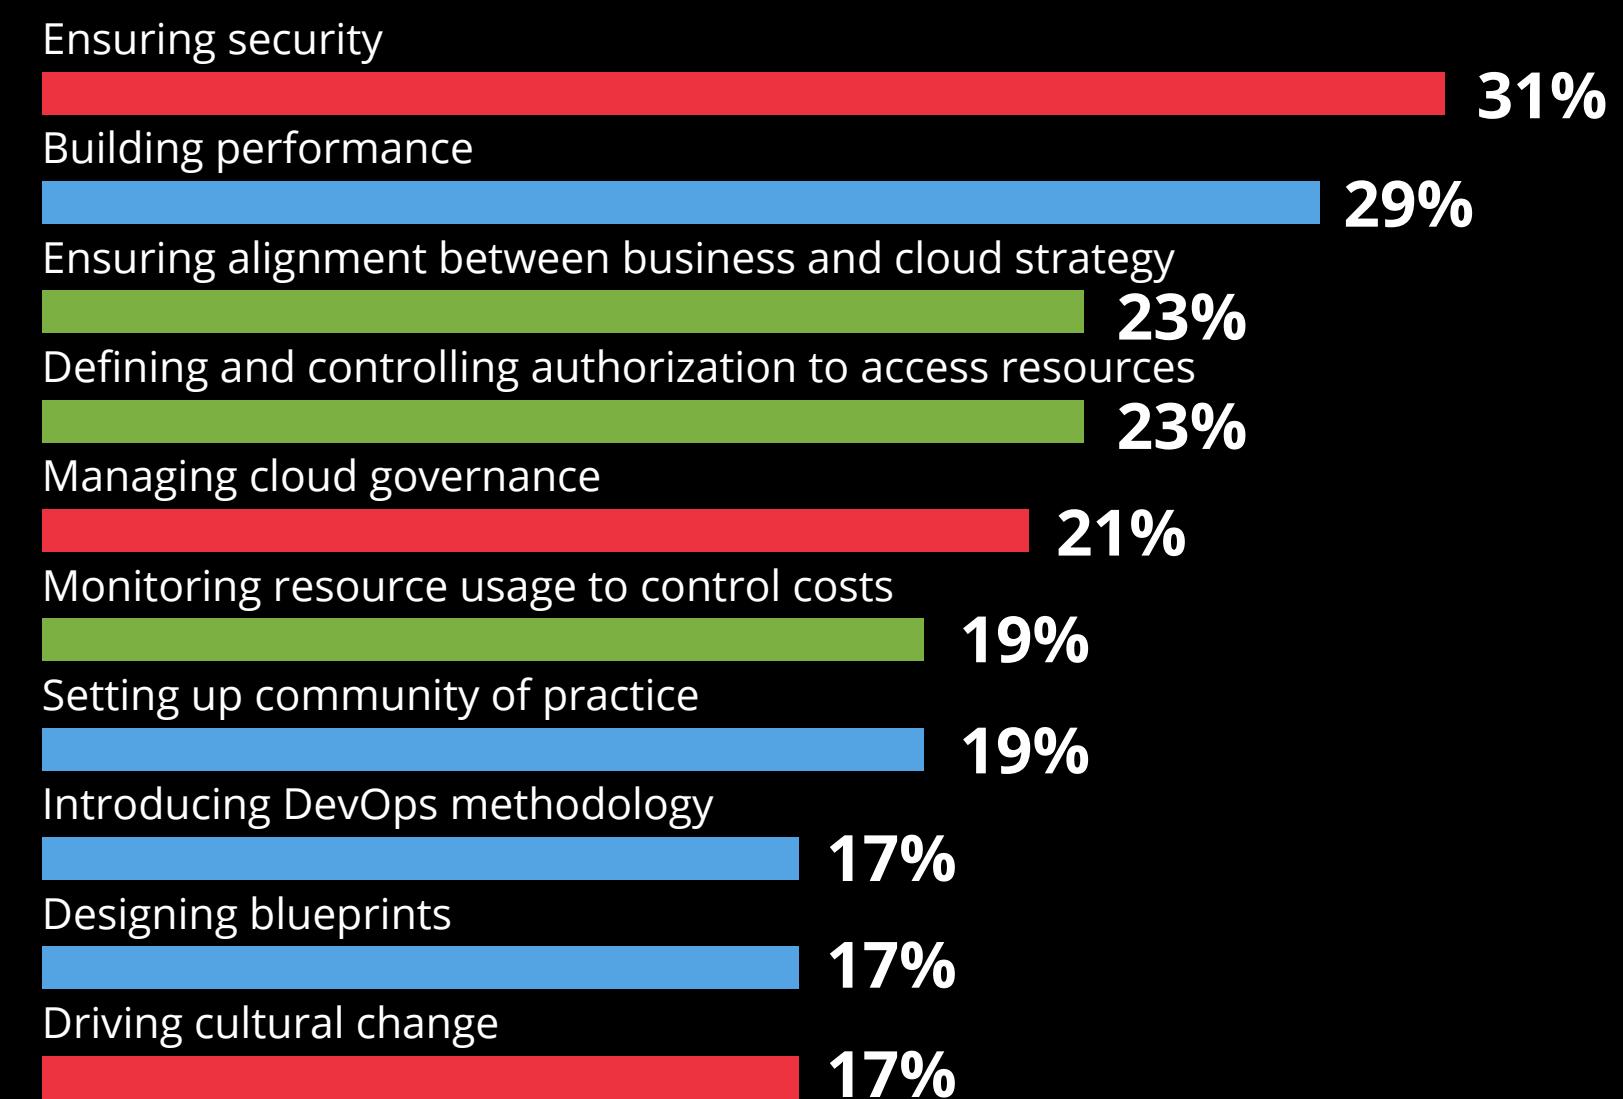 Ensuring security
31%
Building performance
29%
Ensuring alignment between business and cloud strategy
23%
Defining and controlling authorization to access resources
23%
Managing cloud governance
21%
Monitoring resource usage to control costs
19%
Setting up community of practice
19%
Introducing DevOps methodology
17%
Designing blueprints
17%
Driving cultural change
17%